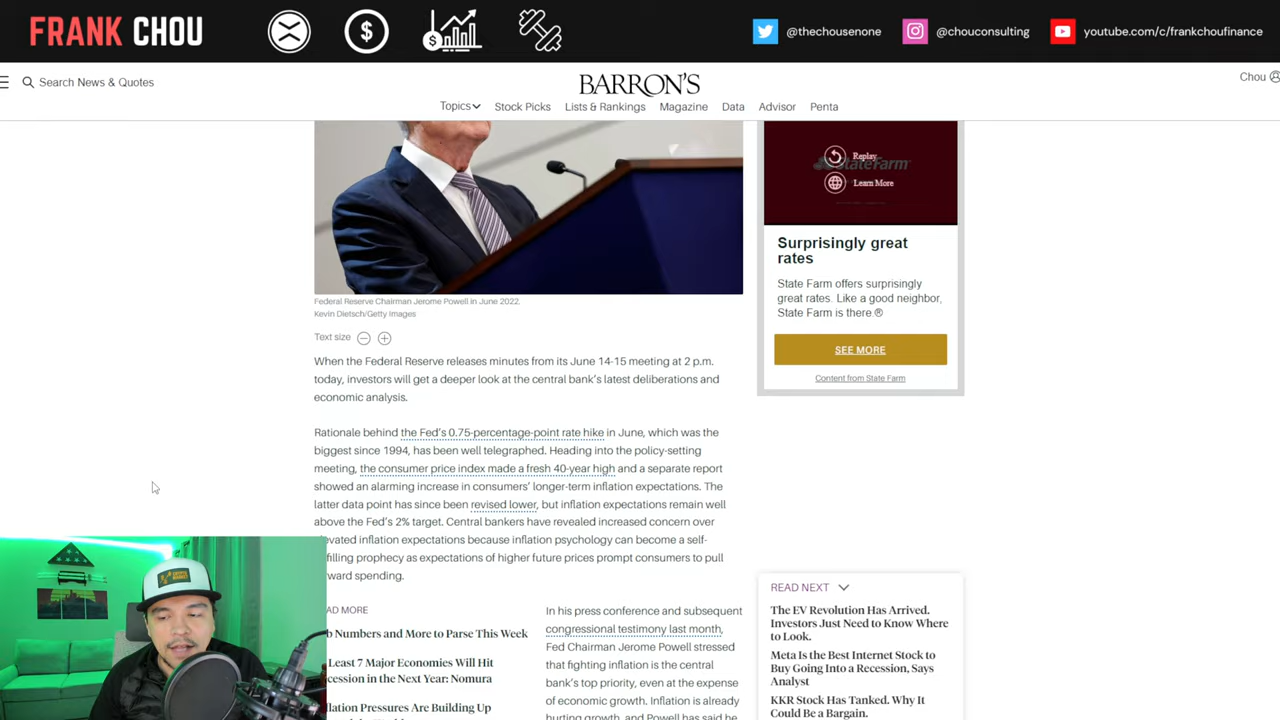 FRANK CHOU
@thechousenone
@chouconsulting
youtube.com/c/frankchoufinance
Search News & Quotes
BARRON'S
Chou
Topics
Stock Picks
Lists & Rankings
Magazine
Data
Advisor
Penta
Replay
StateFarm
Learn More
Surprisingly great
rates
State Farm offers surprisingly
great rates. Like a good neighbor,
State Farm is there.®
SEE MORE
Content from State Farm
Federal Reserve Chairman Jerome Powell in June 2022.
Kevin Dietsch/Getty Images
Text size
When the Federal Reserve releases minutes from its June 14-15 meeting at 2 p.m.
today, investors will get a deeper look at the central bank's latest deliberations and
economic analysis.
Rationale behind the Fed's 0.75-percentage-point rate hike in June, which was the
biggest since 1994, has been well telegraphed. Heading into the policy-setting
meeting, the consumer price index made a fresh 40-year high and a separate report
showed an alarming increase in consumers' longer-term inflation expectations. The
latter data point has since been revised lower, but inflation expectations remain well
above the Fed's 2% target. Central bankers have revealed increased concern over
vated inflation expectations because inflation psychology can become a self-
filling prophecy as expectations of higher future prices prompt consumers to pull
ward spending.
AD MORE
b Numbers and More to Parse This Week
Least 7 Major Economies Will Hit
cession in the Next Year: Nomura
flation Pressures Are Building Up
In his press conference and subsequent
congressional testimony last month,
Fed Chairman Jerome Powell stressed
that fighting inflation is the central
bank's top priority, even at the expense
of economic growth. Inflation is already
hurting growth, and Powell has said he
READ NEXT
The EV Revolution Has Arrived.
Investors Just Need to Know Where
to Look.
Meta Is the Best Internet Stock to
Buy Going Into a Recession, Says
Analyst
KKR Stock Has Tanked. Why It
Could Be a Bargain.